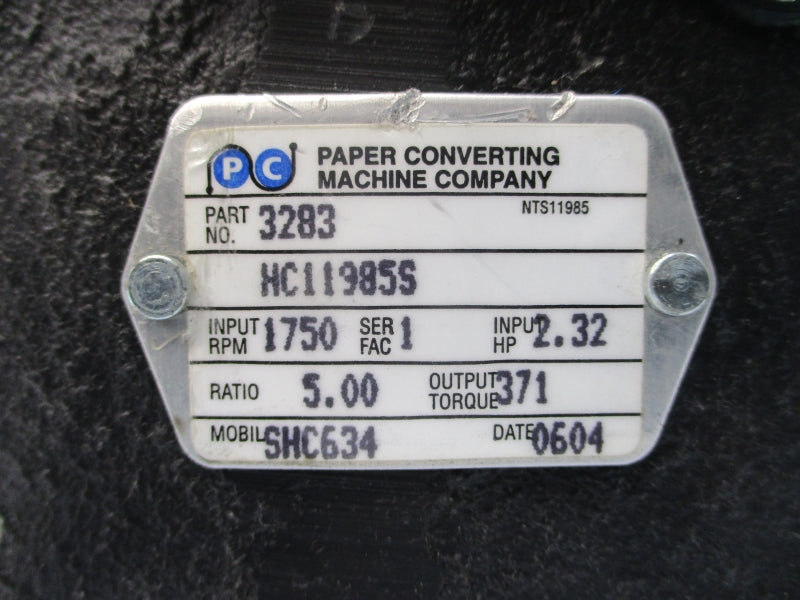 PC PAPER CONVERTING
MACHINE COMPANY
NTS11985
PART NO. 3283
HC11985S
INPUT RPM 1750 SER FAC 1 INPUT HP 2.32
RATIO 5.00 OUTPUT TORQUE 371
MOBIL SHC634 DATE 0604